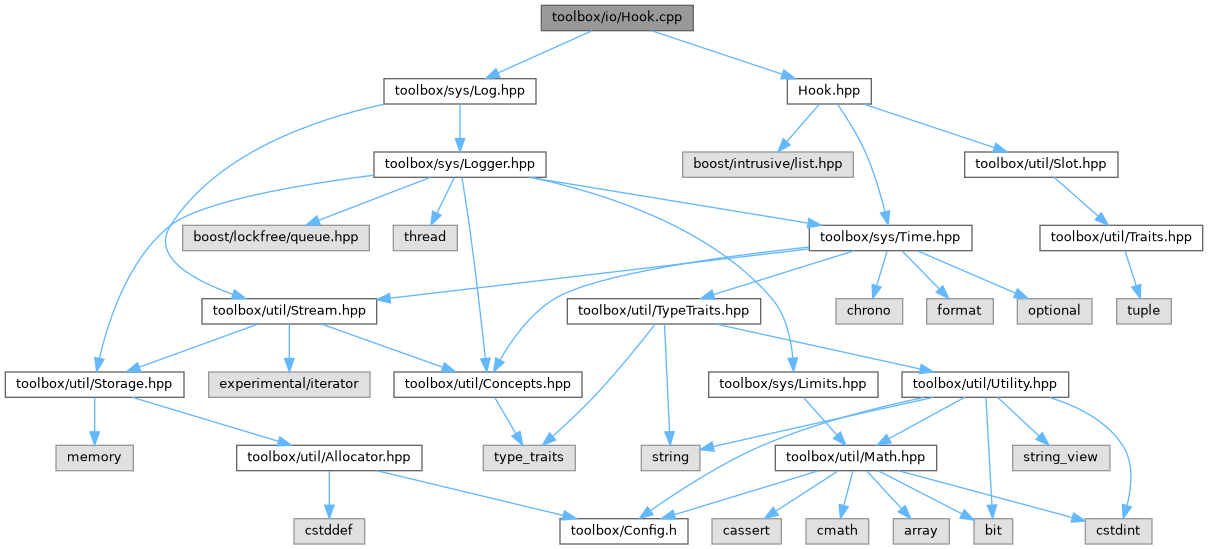 toolbox/io/Hook.cpp
toolbox/sys/Log.hpp
Hook.hpp
toolbox/sys/Logger.hpp
boost/intrusive/list.hpp
toolbox/util/Slot.hpp
boost/lockfree/queue.hpp
thread
toolbox/sys/Time.hpp
toolbox/util/Traits.hpp
toolbox/util/Stream.hpp
toolbox/util/TypeTraits.hpp
chrono
format
optional
tuple
toolbox/util/Storage.hpp
experimental/iterator
toolbox/util/Concepts.hpp
toolbox/sys/Limits.hpp
toolbox/util/Utility.hpp
memory
toolbox/util/Allocator.hpp
type_traits
string
toolbox/util/Math.hpp
string_view
cstddef
toolbox/Config.h
cassert
cmath
array
bit
cstdint